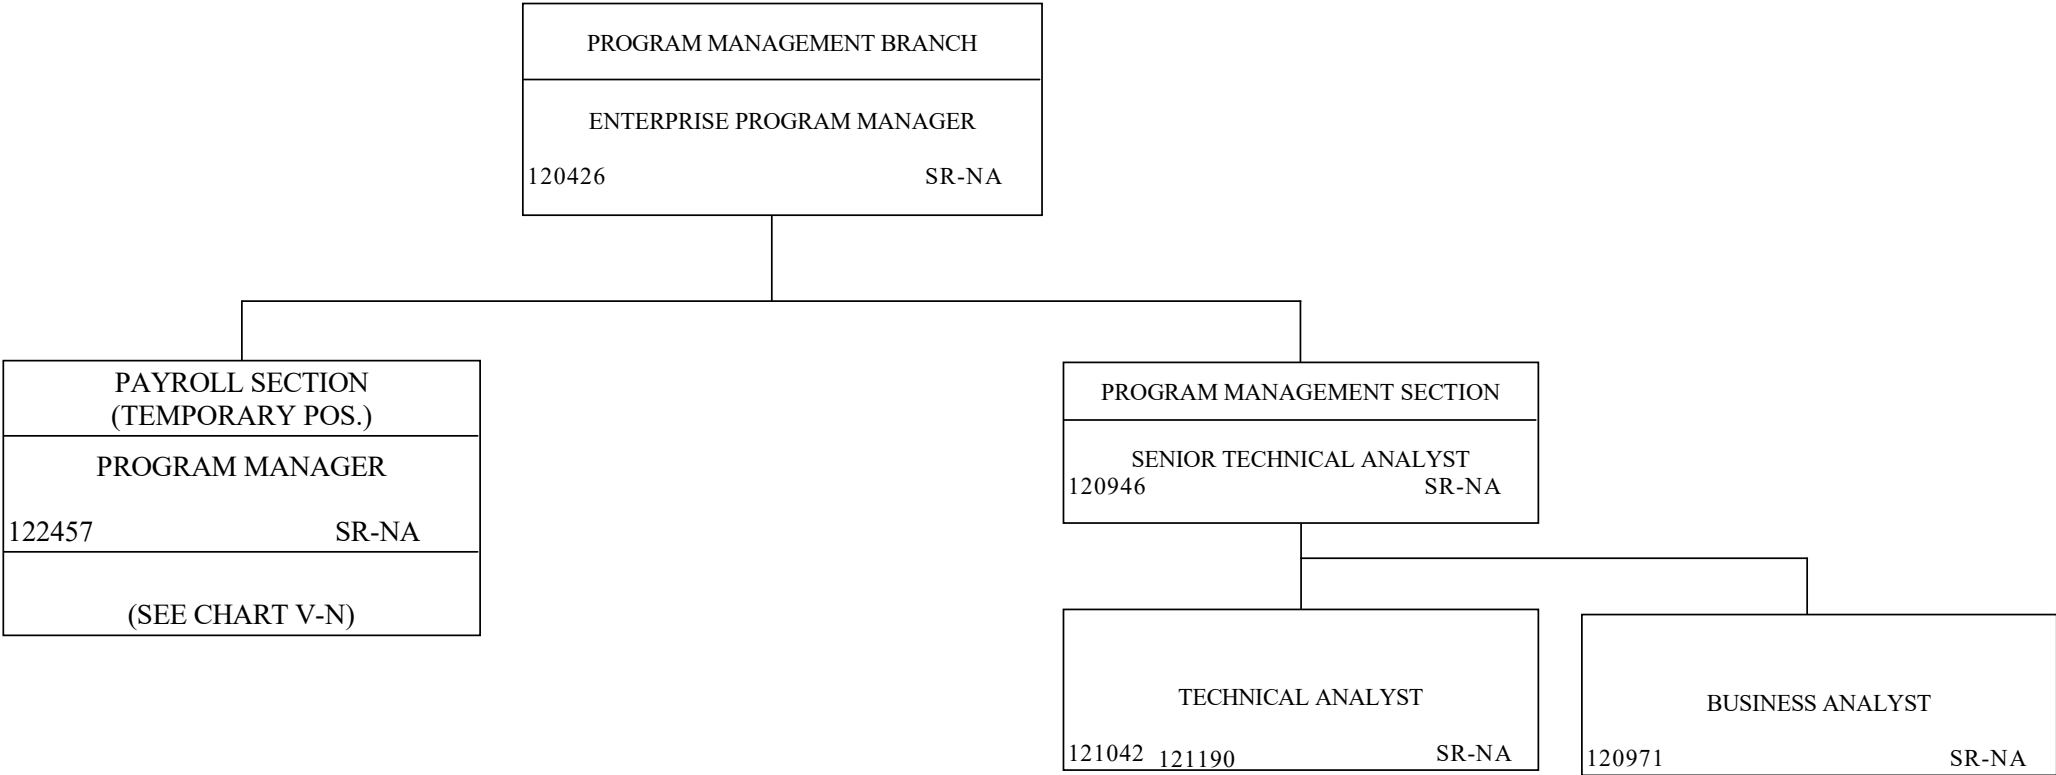 PROGRAM MANAGEMENT BRANCH
ENTERPRISE PROGRAM MANAGER
120426 SR-NA
PAYROLL SECTION
(TEMPORARY POS.)
PROGRAM MANAGER
122457 SR-NA
(SEE CHART V-N)
PROGRAM MANAGEMENT SECTION
SENIOR TECHNICAL ANALYST
120946 SR-NA
TECHNICAL ANALYST
121042 121190 SR-NA
BUSINESS ANALYST
120971 SR-NA